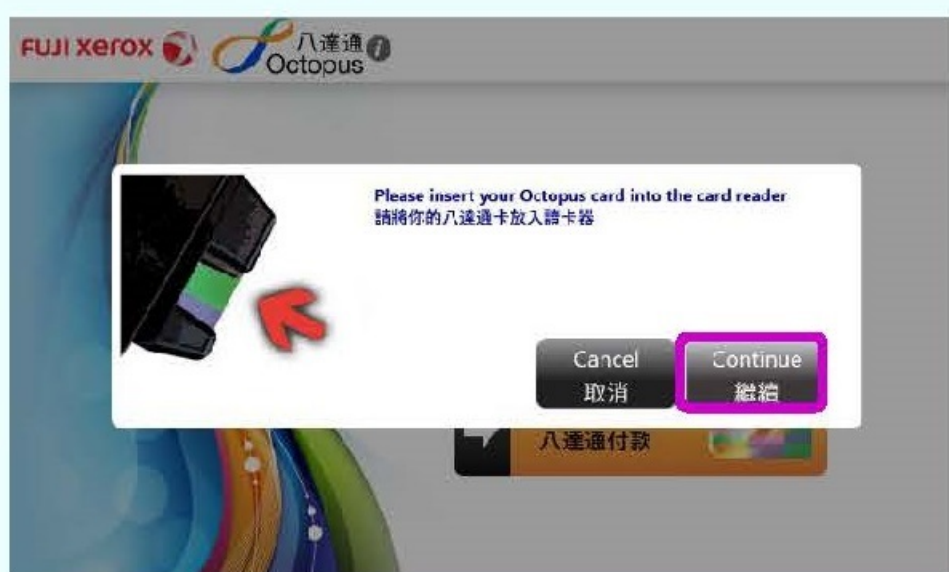 FUJI xerox
八達通
Octopus
i
Please insert your Octopus card into the card reader
請將你的八達通卡放入讀卡器
Cancel
取消
Continue
繼續
八達通付款